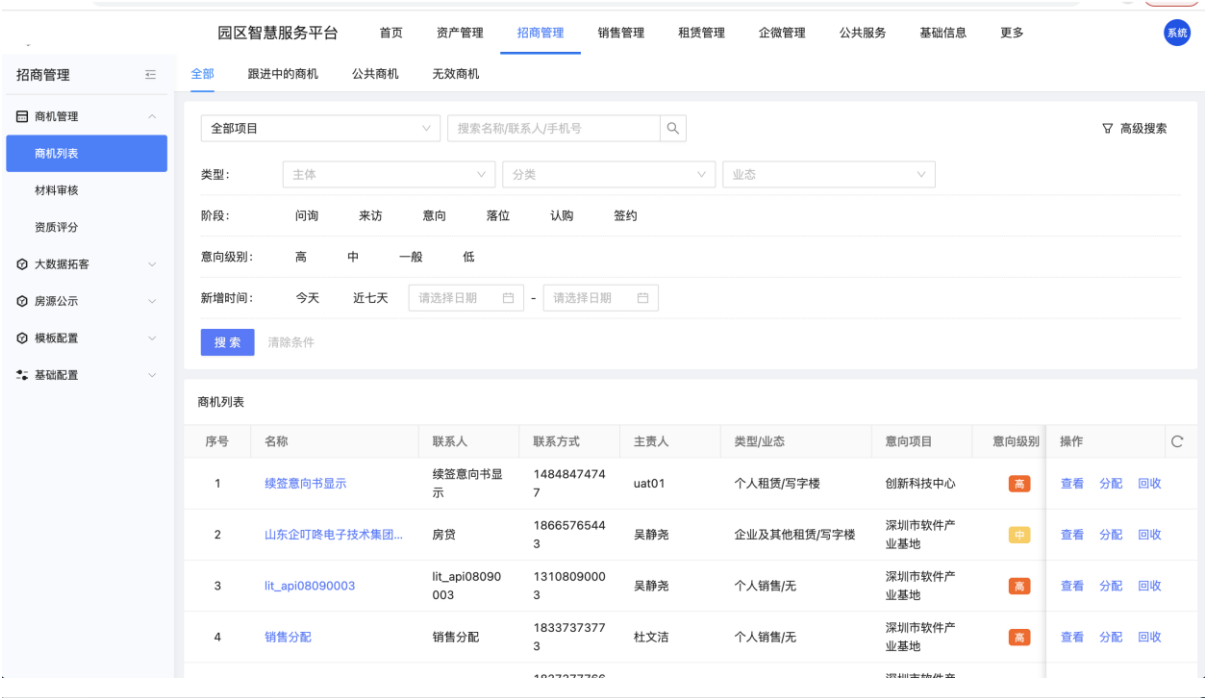 园区智慧服务平台 首页 资产管理 招商管理 销售管理 租赁管理 企微管理 公共服务 基础信息 更多 系统
招商管理
全部 跟进中的商机 公共商机 无效商机
商机管理
商机列表
材料审核
资质评分
大数据拓客
房源公示
模板配置
基础配置
全部项目 搜索名称/联系人/手机号 高级搜索
类型: 主体 分类 业态
阶段: 问询 来访 意向 落位 认购 签约
意向级别: 高 中 一般 低
新增时间: 今天 近七天 请选择日期 - 请选择日期
搜索 清除条件
商机列表
序号 名称 联系人 联系方式 主责人 类型/业态 意向项目 意向级别 操作
1 续签意向书显示 续签意向书显 1484847474 uat01 个人租赁/写字楼 创新科技中心 高 查看 分配 回收
示 7
2 山东企叮咚电子技术集团... 房贷 1866576544 吴静尧 企业及其他租赁/写字楼 深圳市软件产 中 查看 分配 回收
3 业基地
3 lit_api08090003 lit_api08090 1310809000 吴静尧 个人销售/无 深圳市软件产 高 查看 分配 回收
003 3 业基地
4 销售分配 销售分配 1833737377 杜文洁 个人销售/无 深圳市软件产 高 查看 分配 回收
3 业基地